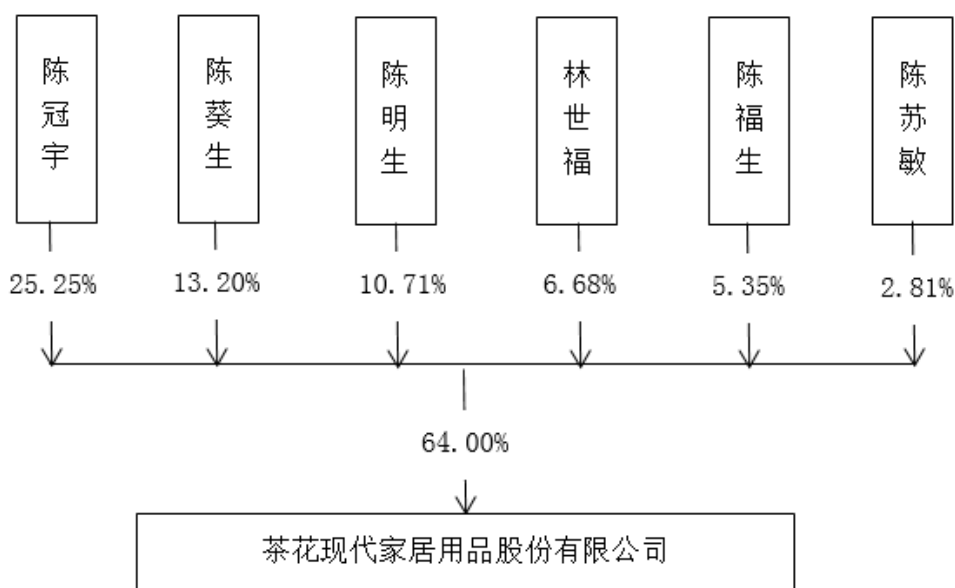 陈冠宇
陈葵生
陈明生
林世福
陈福生
陈苏敏
25.25%
13.20%
10.71%
6.68%
5.35%
2.81%
64.00%
茶花现代家居用品股份有限公司